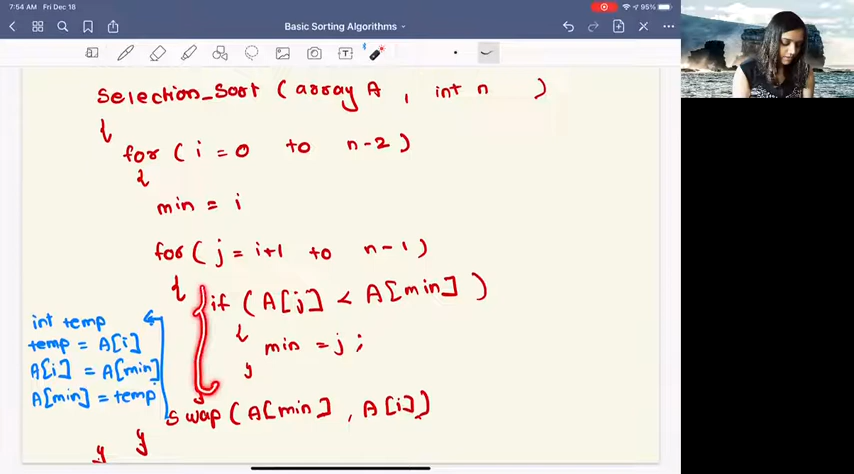 7:54 AM Fri Dec 18
95%
Basic Sorting Algorithms
T
Selection_Sort (array A, int n )
{
for ( i = 0 to n-2 )
{
min = i
for ( j = i+1 to n-1 )
{
if ( A[j] < A[min] )
{
min = j ;
}
}
swap ( A[min] , A[i] )
}
}
int temp
temp = A[i]
A[i] = A[min]
A[min] = temp